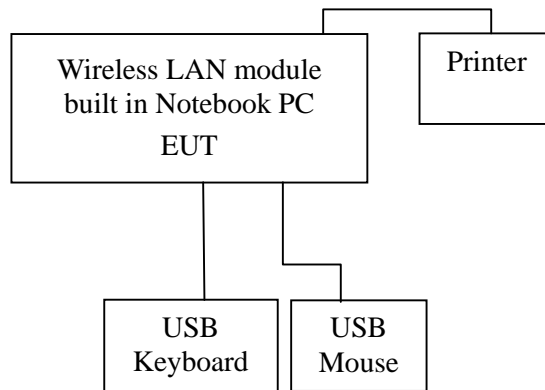 Wireless LAN module
built in Notebook PC
EUT
Printer
USB
Keyboard
USB
Mouse